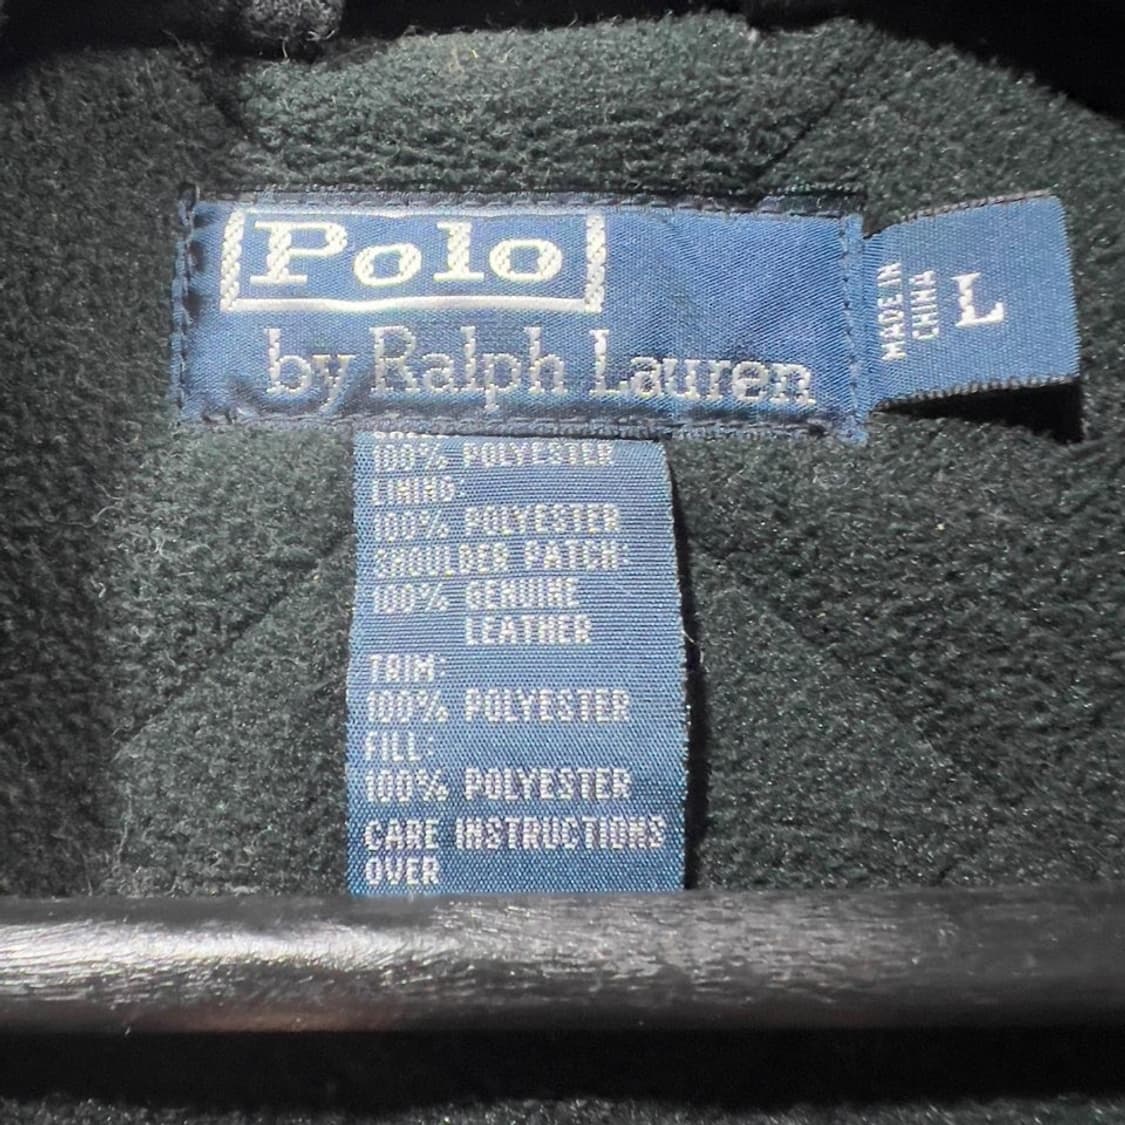 Polo
by Ralph Lauren
MADE IN
CHINA
L
100% POLYESTER
LINING:
100% POLYESTER
SHOULDER PATCH:
100% GENUINE
LEATHER
TRIM:
100% POLYESTER
FILL:
100% POLYESTER
CARE INSTRUCTIONS
OVER